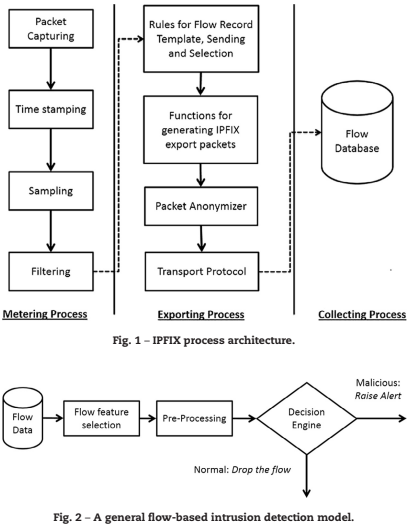 Packet
Capturing
Time stamping
Sampling
Filtering
Metering Process
Rules for Flow Record
Template, Sending
and Selection
Functions for
generating IPFIX
export packets
Packet Anonymizer
Transport Protocol
Exporting Process
Flow
Database
Collecting Process
Fig. 1 – IPFIX process architecture.
Flow
Data
Flow feature
selection
Pre-Processing
Decision
Engine
Malicious:
Raise Alert
Normal: Drop the flow
Fig. 2 – A general flow-based intrusion detection model.